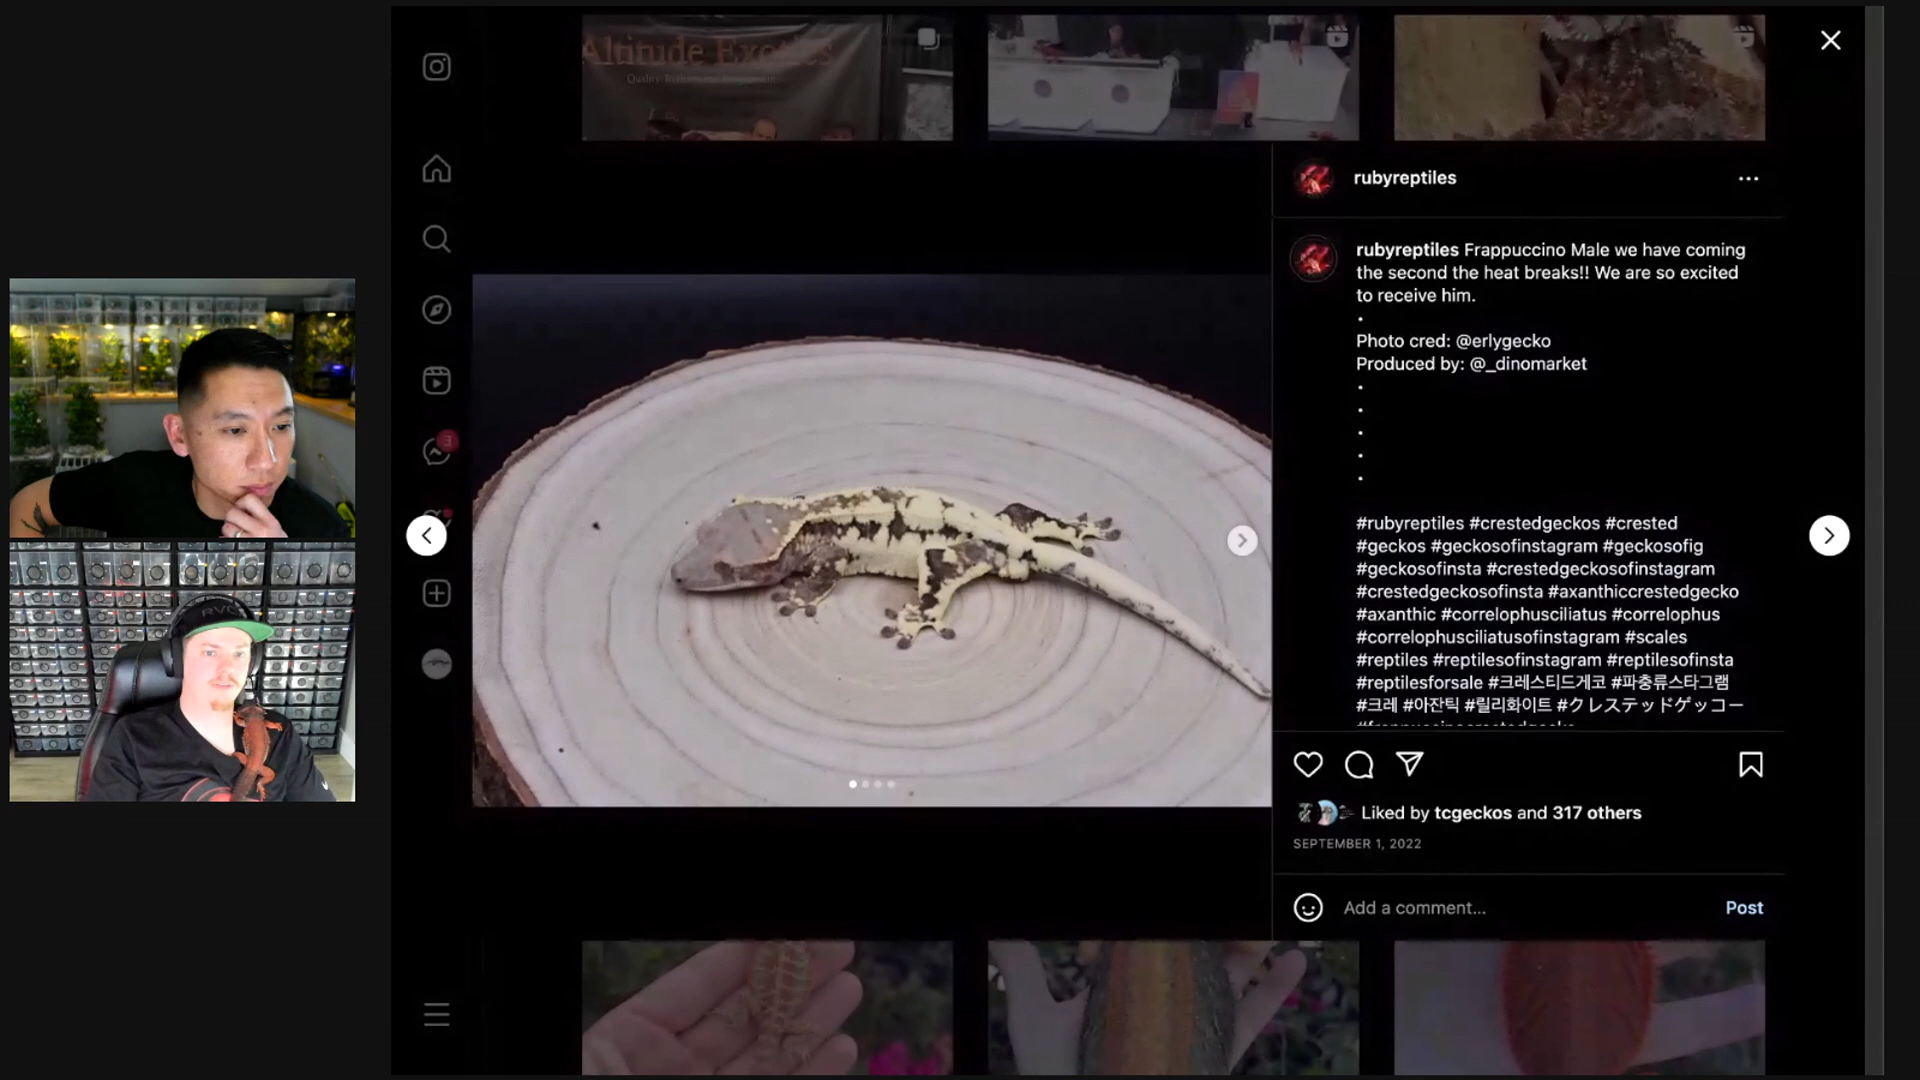 Altitude Exotics
rubyreptiles
rubyreptiles Frappuccino Male we have coming
the second the heat breaks!! We are so excited
to receive him.
.
Photo cred: @erlygecko
Produced by: @_dinomarket
.
.
.
.
.
#rubyreptiles #crestedgeckos #crested
#geckos #geckosofinstagram #geckosofig
#geckosofinsta #crestedgeckosofinstagram
#crestedgeckosofinsta #axanthiccrestedgecko
#axanthic #correlophusciliatus #correlophus
#correlophusciliatusofinstagram #scales
#reptiles #reptilesofinstagram #reptilesofinsta
#reptilesforsale #크레스티드게코 #파충류스타그램
#크레 #아잔틱 #릴리화이트 #クレステッドゲッコー
Liked by tcgeckos and 317 others
SEPTEMBER 1, 2022
Add a comment...
Post
3